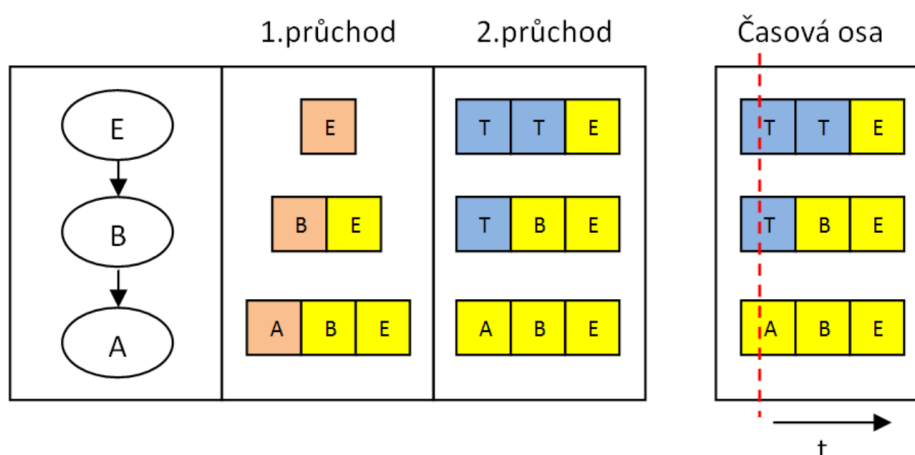 1.průchod 2.průchod Časová osa
E E T T E T T E
B B E T B E T B E
A A B E A B E A B E
t